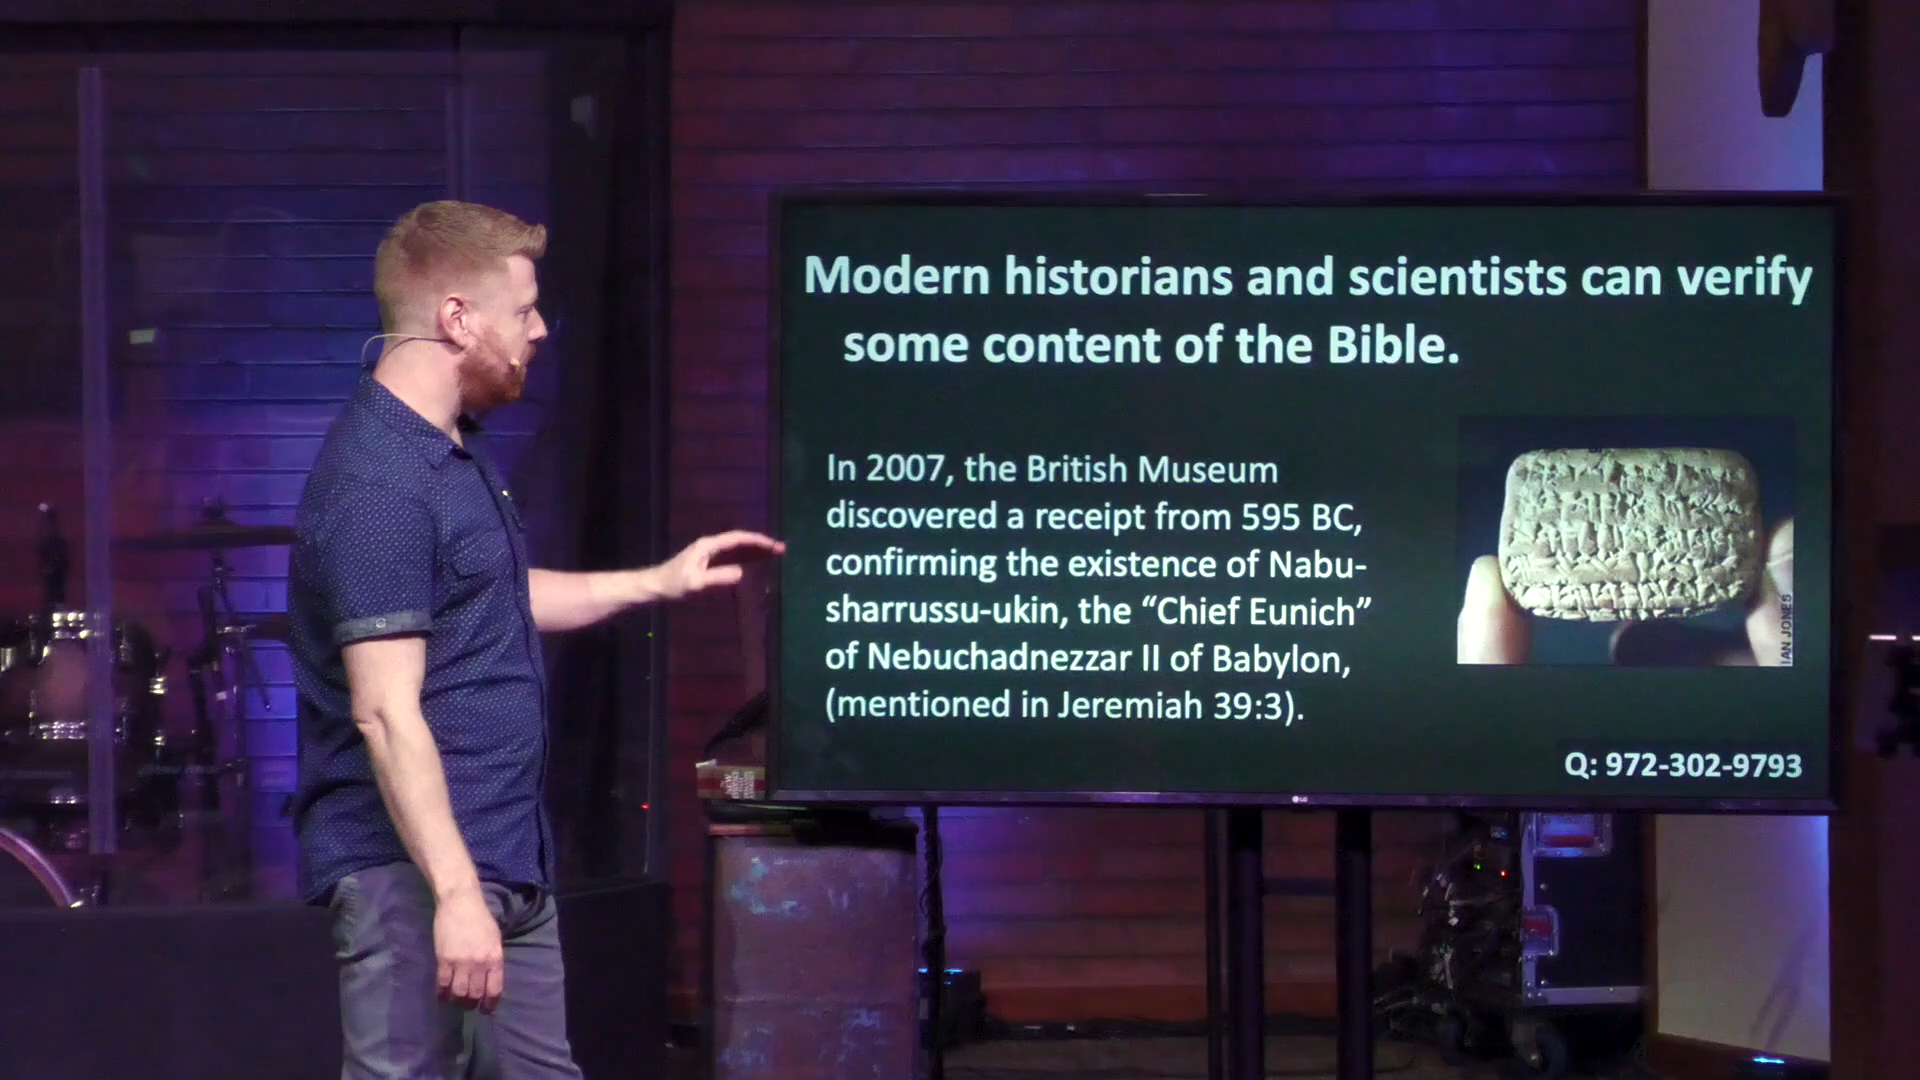 Modern historians and scientists can verify
some content of the Bible.
In 2007, the British Museum
discovered a receipt from 595 BC,
confirming the existence of Nabu-
sharrussu-ukin, the “Chief Eunich”
of Nebuchadnezzar II of Babylon,
(mentioned in Jeremiah 39:3).
IAN JONES
Q: 972-302-9793
LG